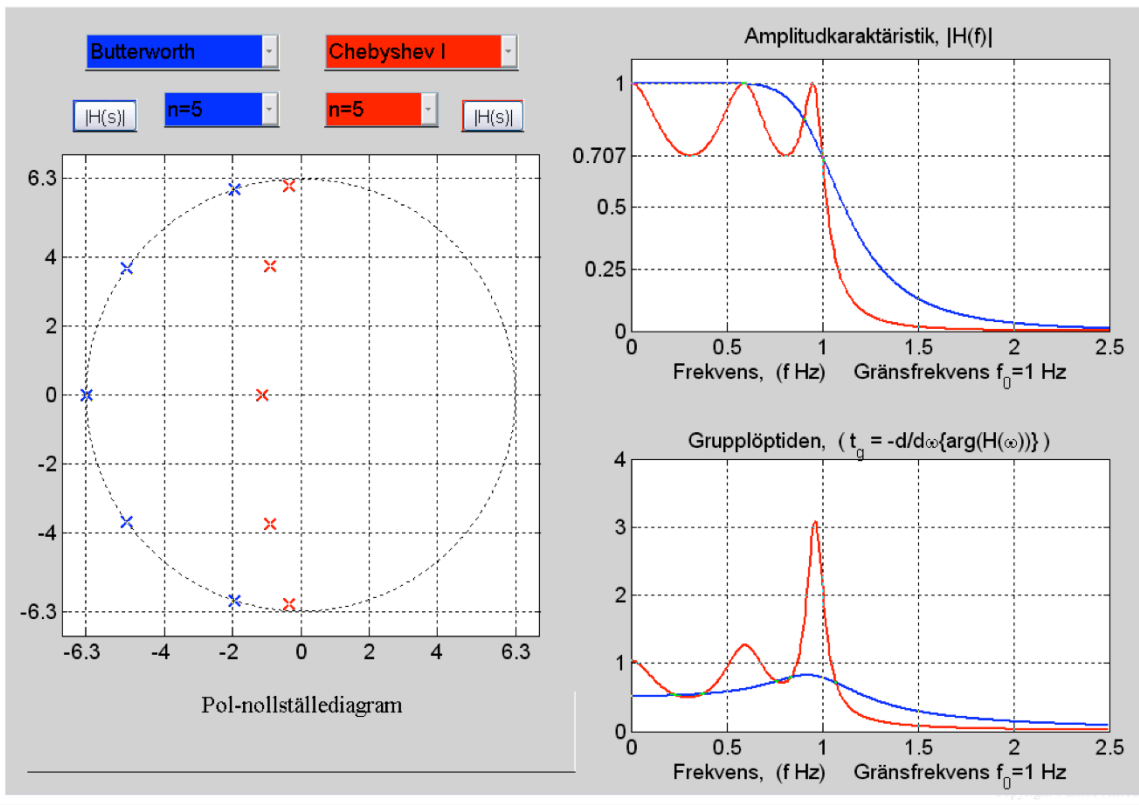 Butterworth
Chebyshev I
|H(s)|
n=5
n=5
|H(s)|
6.3
4
2
0
-2
-4
-6.3
-6.3 -4 -2 0 2 4 6.3
Pol-nollställediagram
Amplitudkaraktäristik, |H(f)|
1
0.707
0.5
0.25
0
0 0.5 1 1.5 2 2.5
Frekvens, (f Hz) Gränsfrekvens f0=1 Hz
Grupplöptiden, ( tg = -d/dω{arg(H(ω))} )
4
3
2
1
0
0 0.5 1 1.5 2 2.5
Frekvens, (f Hz) Gränsfrekvens f0=1 Hz